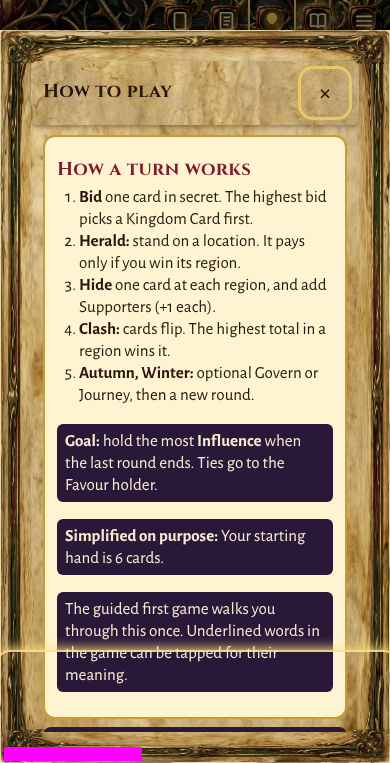 How to play
×
How a turn works
1. Bid one card in secret. The highest bid
picks a Kingdom Card first.
2. Herald: stand on a location. It pays
only if you win its region.
3. Hide one card at each region, and add
Supporters (+1 each).
4. Clash: cards flip. The highest total in a
region wins it.
5. Autumn, Winter: optional Govern or
Journey, then a new round.
Goal: hold the most Influence when
the last round ends. Ties go to the
Favour holder.
Simplified on purpose: Your starting
hand is 6 cards.
The guided first game walks you
through this once. Underlined words in
the game can be tapped for their
meaning.